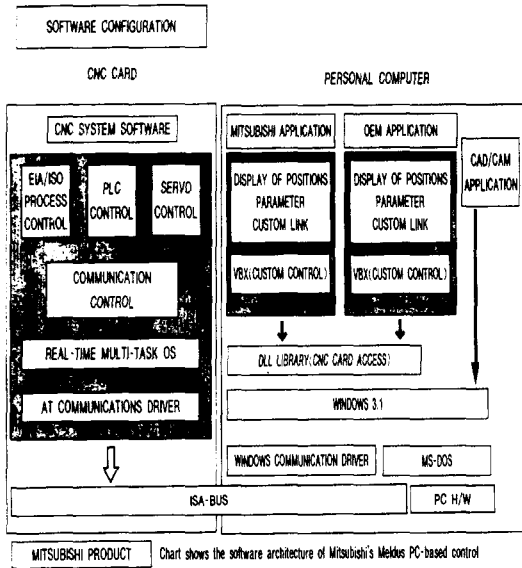 SOFTWARE CONFIGURATION
CNC CARD
PERSONAL COMPUTER
CNC SYSTEM SOFTWARE
EIA/ISO
PROCESS
CONTROL
PLC
CONTROL
SERVO
CONTROL
COMMUNICATION
CONTROL
REAL-TIME MULTI-TASK OS
AT COMMUNICATIONS DRIVER
MITSUBISHI APPLICATION
OEM APPLICATION
CAD/CAM
APPLICATION
DISPLAY OF POSITIONS
PARAMETER
CUSTOM LINK
DISPLAY OF POSITIONS
PARAMETER
CUSTOM LINK
VBX(CUSTOM CONTROL)
VBX(CUSTOM CONTROL)
DLL LIBRARY(CNC CARD ACCESS)
WINDOWS 3.1
WINDOWS COMMUNICATION DRIVER
MS-DOS
ISA-BUS
PC H/W
MITSUBISHI PRODUCT
Chart shows the software architecture of Mitsubishi's Meldus PC-based control